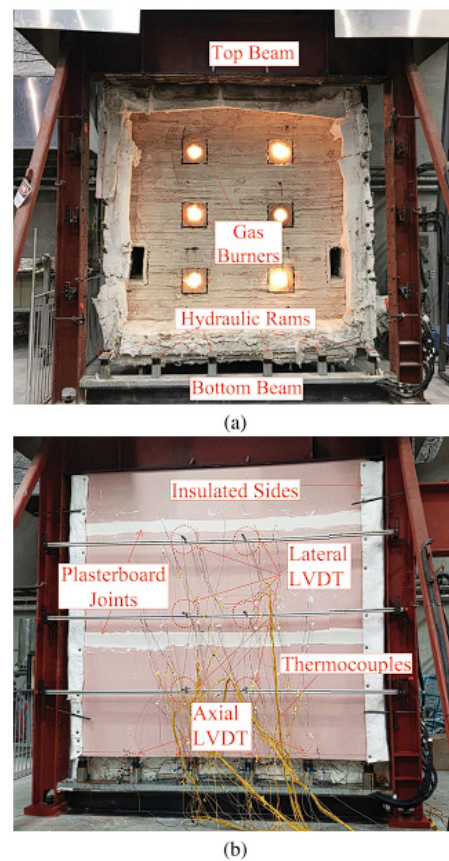 Top Beam
Gas
Burners
Hydraulic Rams
Bottom Beam
(a)
Insulated Sides
Lateral
LVDT
Plasterboard
Joints
Thermocouples
Axial
LVDT
(b)